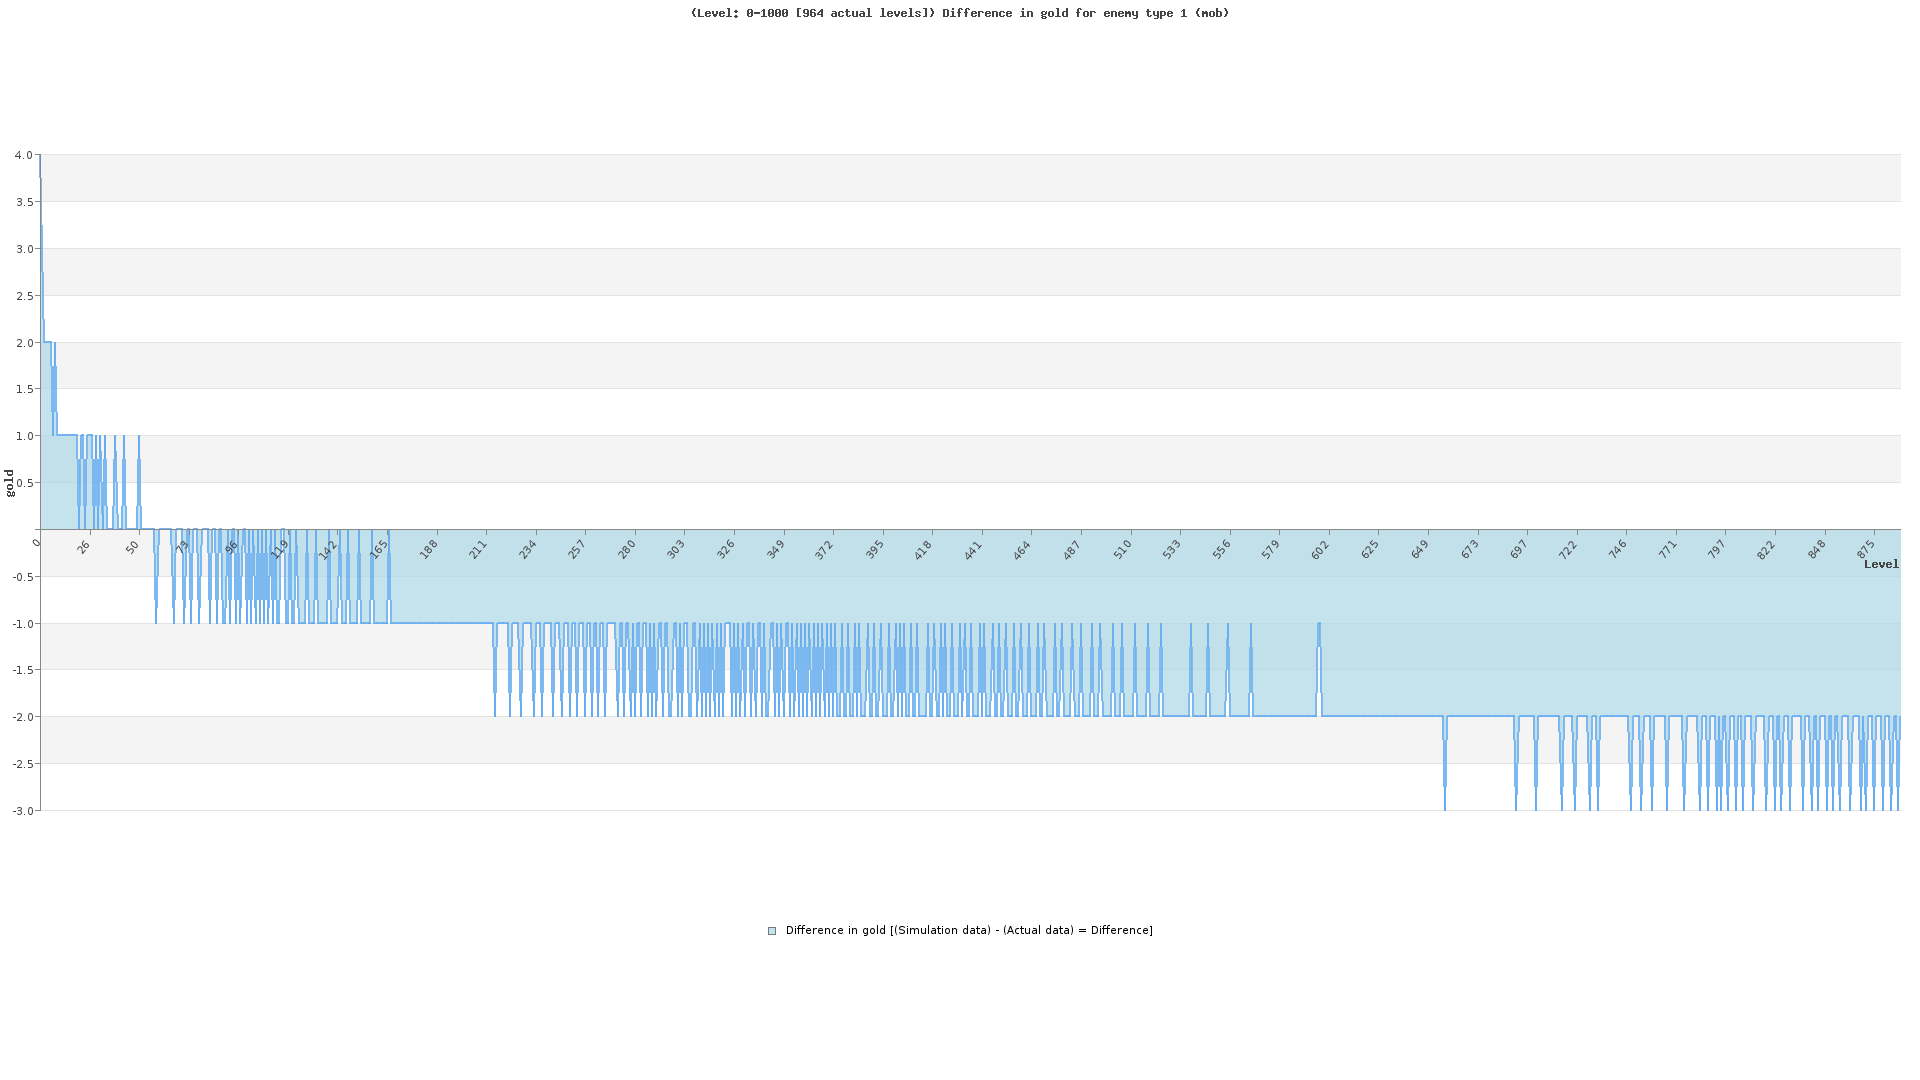 (Level: 0-1000 [964 actual levels]) Difference in gold for enemy type 1 (mob)
4.0
3.5
3.0
2.5
2.0
1.5
1.0
0.5
-0.5
-1.0
-1.5
-2.0
-2.5
-3.0
gold
0 26 50 73 96 119 142 165 188 211 234 257 280 303 326 349 372 395 418 441 464 487 510 533 556 579 602 625 649 673 697 722 746 771 797 822 848 875
Level
Difference in gold [(Simulation data) - (Actual data) = Difference]